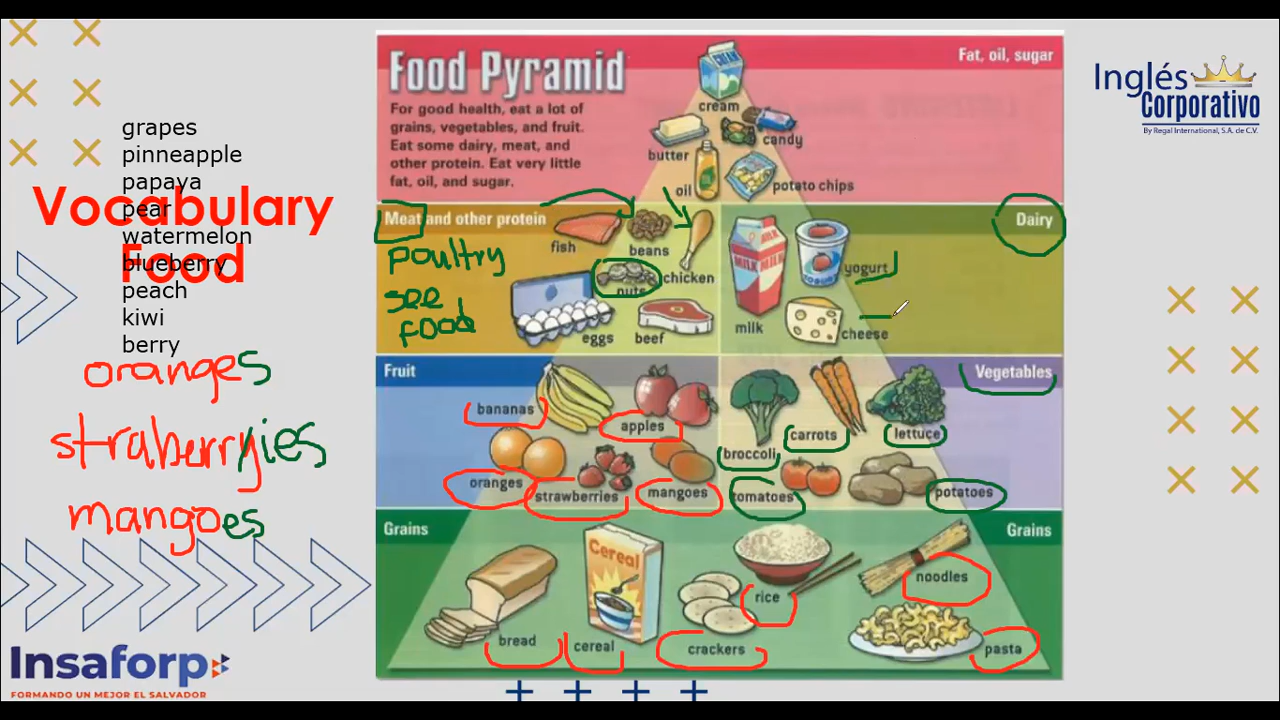 grapes
pinneapple
papaya
pear
watermelon
blueberry
peach
kiwi
berry
Vocabulary
Food
oranges
straberryies
mangoes
Insaforp
FORMANDO UN MEJOR EL SALVADOR
Food Pyramid
For good health, eat a lot of
grains, vegetables, and fruit.
Eat some dairy, meat, and
other protein. Eat very little
fat, oil, and sugar.
Fat, oil, sugar
CREAM
cream
butter
candy
oil
potato chips
Meat and other protein
poultry
see
food
fish
beans
chicken
nuts
eggs
beef
Dairy
MILK
MILK MILK
yogurt
milk
cheese
Fruit
bananas
apples
oranges
strawberries
mangoes
Vegetables
broccoli
carrots
lettuce
tomatoes
potatoes
Grains
Grains
Cereal
bread
cereal
crackers
rice
noodles
pasta
Inglés
Corporativo
By Regal International, S.A. de C.V.